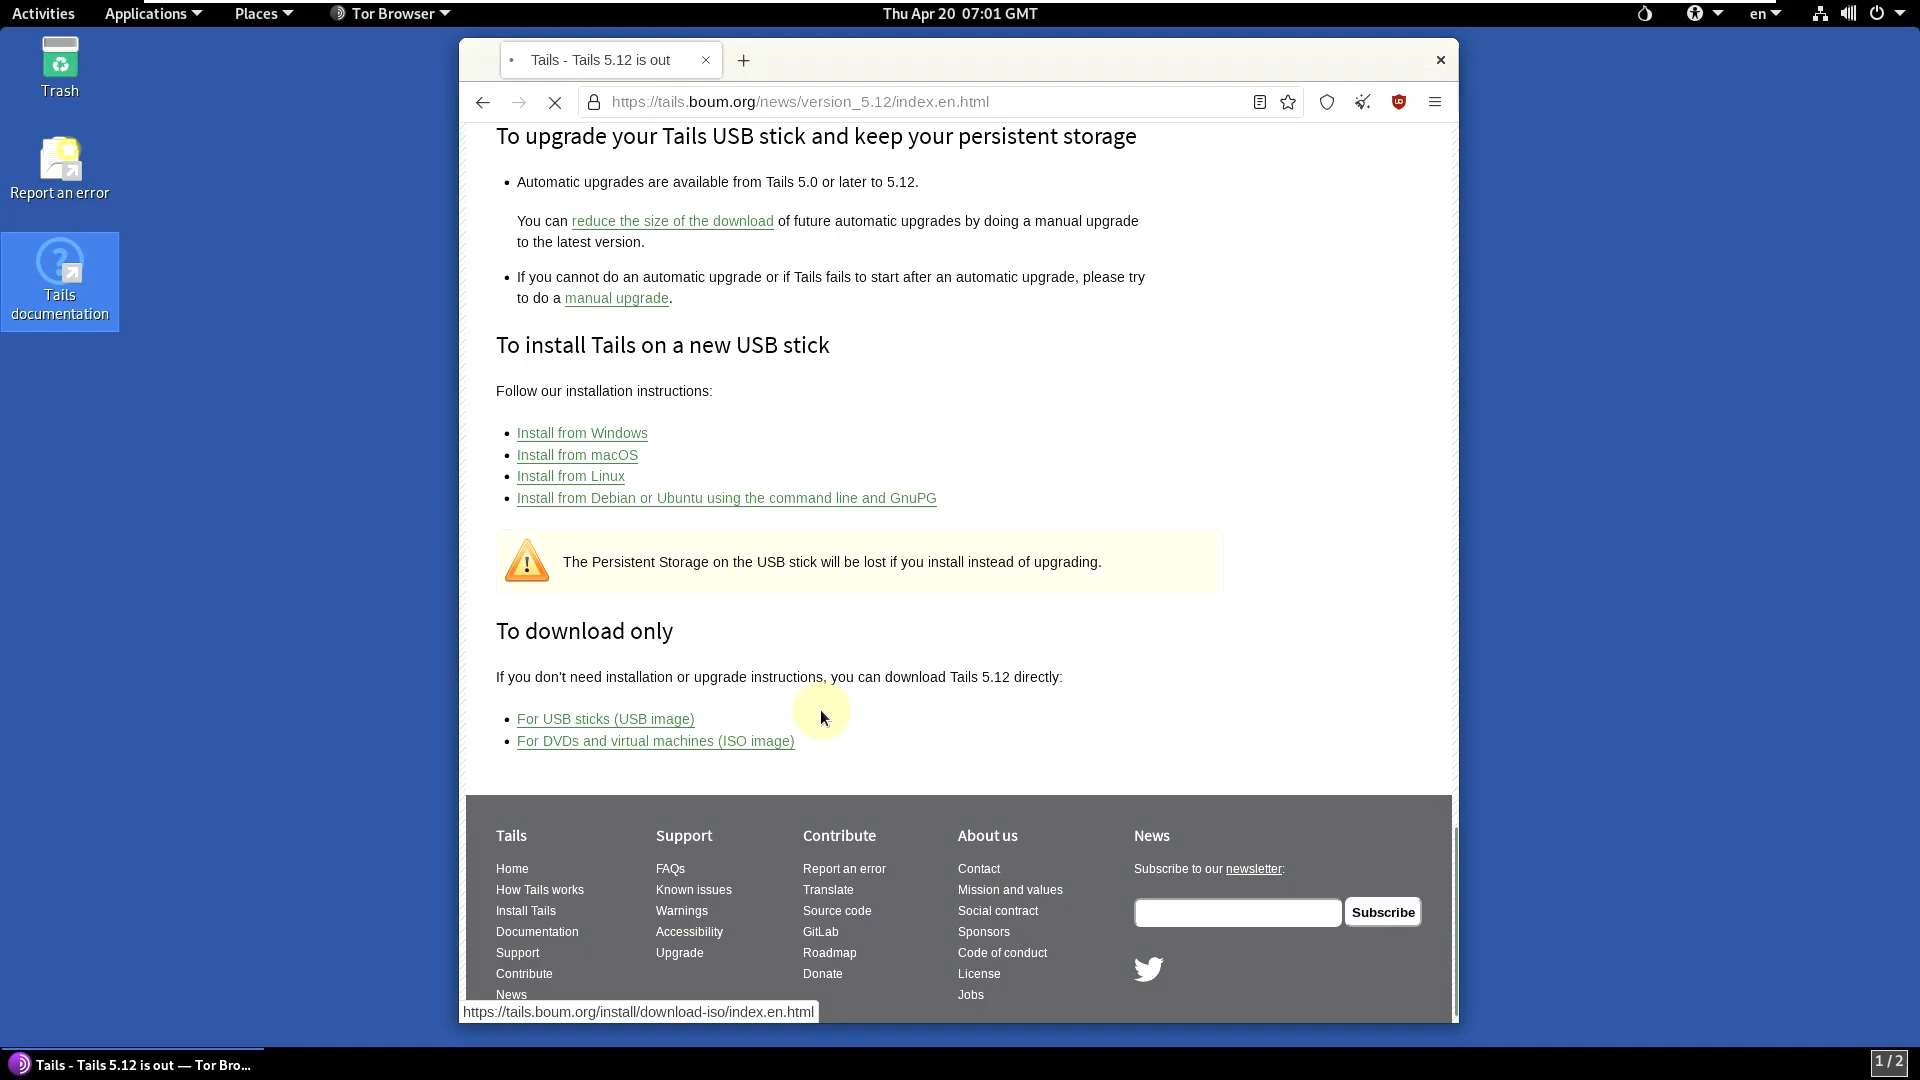 Activities Applications Places Tor Browser Thu Apr 20 07:01 GMT en
Trash
Report an error
Tails
documentation
Tails - Tails 5.12 is out
https://tails.boum.org/news/version_5.12/index.en.html
To upgrade your Tails USB stick and keep your persistent storage
• Automatic upgrades are available from Tails 5.0 or later to 5.12.
You can reduce the size of the download of future automatic upgrades by doing a manual upgrade
to the latest version.
• If you cannot do an automatic upgrade or if Tails fails to start after an automatic upgrade, please try
to do a manual upgrade.
To install Tails on a new USB stick
Follow our installation instructions:
• Install from Windows
• Install from macOS
• Install from Linux
• Install from Debian or Ubuntu using the command line and GnuPG
The Persistent Storage on the USB stick will be lost if you install instead of upgrading.
To download only
If you don't need installation or upgrade instructions, you can download Tails 5.12 directly:
• For USB sticks (USB image)
• For DVDs and virtual machines (ISO image)
Tails
Home
How Tails works
Install Tails
Documentation
Support
Contribute
News
Support
FAQs
Known issues
Warnings
Accessibility
Upgrade
Contribute
Report an error
Translate
Source code
GitLab
Roadmap
Donate
About us
Contact
Mission and values
Social contract
Sponsors
Code of conduct
License
Jobs
News
Subscribe to our newsletter:
Subscribe
https://tails.boum.org/install/download-iso/index.en.html
Tails - Tails 5.12 is out — Tor Bro...
1 / 2